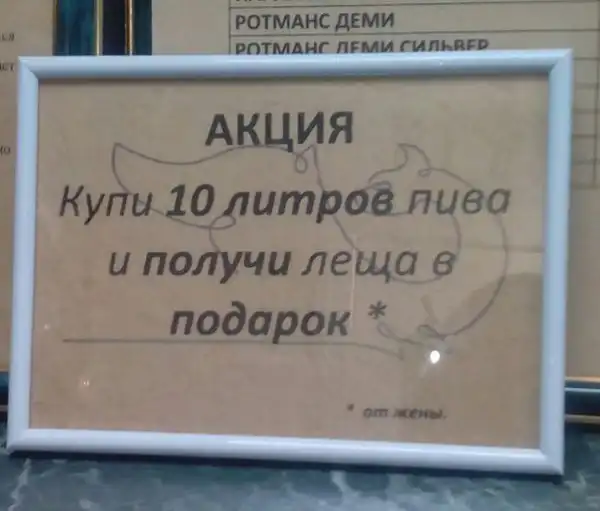 РОТМАНС ДЕМИ
РОТМАНС ДЕМИ СИЛЬВЕР
АКЦИЯ
Купи 10 литров пива
и получи леща в
подарок *
* от жены.